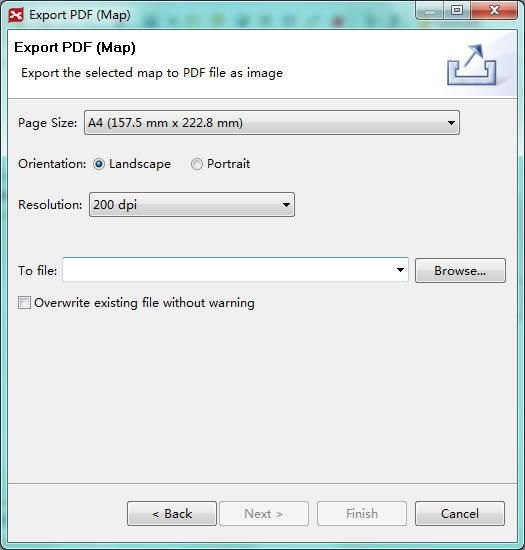 Export PDF (Map)
Export PDF (Map)
Export the selected map to PDF file as image
Page Size: A4 (157.5 mm x 222.8 mm)
Orientation: Landscape Portrait
Resolution: 200 dpi
To file: Browse...
Overwrite existing file without warning
< Back Next > Finish Cancel